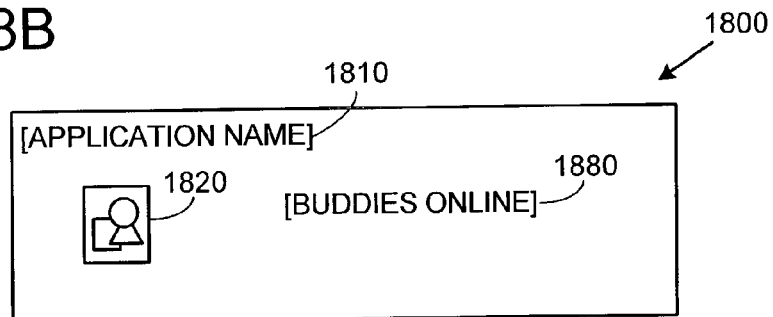 3B
1800
1810
[APPLICATION NAME]
1820
1880
[BUDDIES ONLINE]